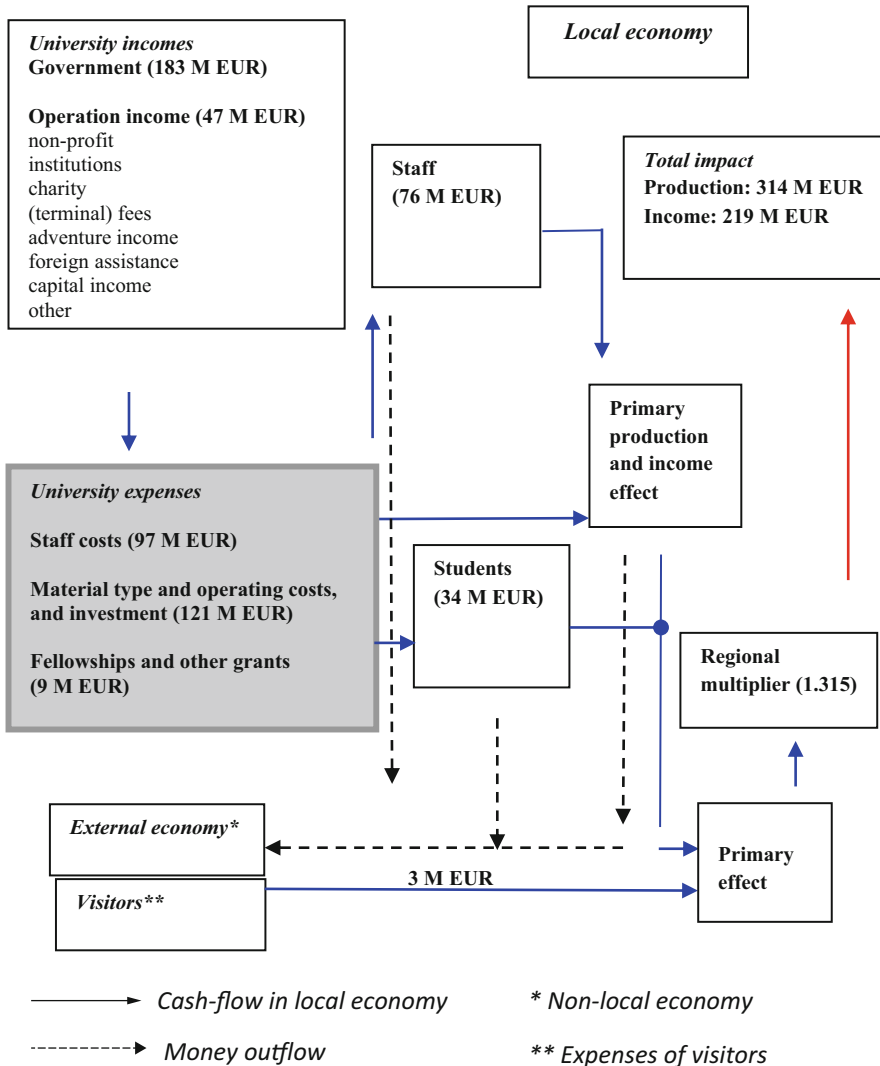 University incomes
Government (183 M EUR)
Operation income (47 M EUR)
non-profit
institutions
charity
(terminal) fees
adventure income
foreign assistance
capital income
other
Local economy
Staff
(76 M EUR)
Total impact
Production: 314 M EUR
Income: 219 M EUR
Primary
production
and income
effect
University expenses
Staff costs (97 M EUR)
Material type and operating costs,
and investment (121 M EUR)
Fellowships and other grants
(9 M EUR)
Students
(34 M EUR)
Regional
multiplier (1.315)
External economy*
Visitors**
3 M EUR
Primary
effect
Cash-flow in local economy
* Non-local economy
Money outflow
** Expenses of visitors